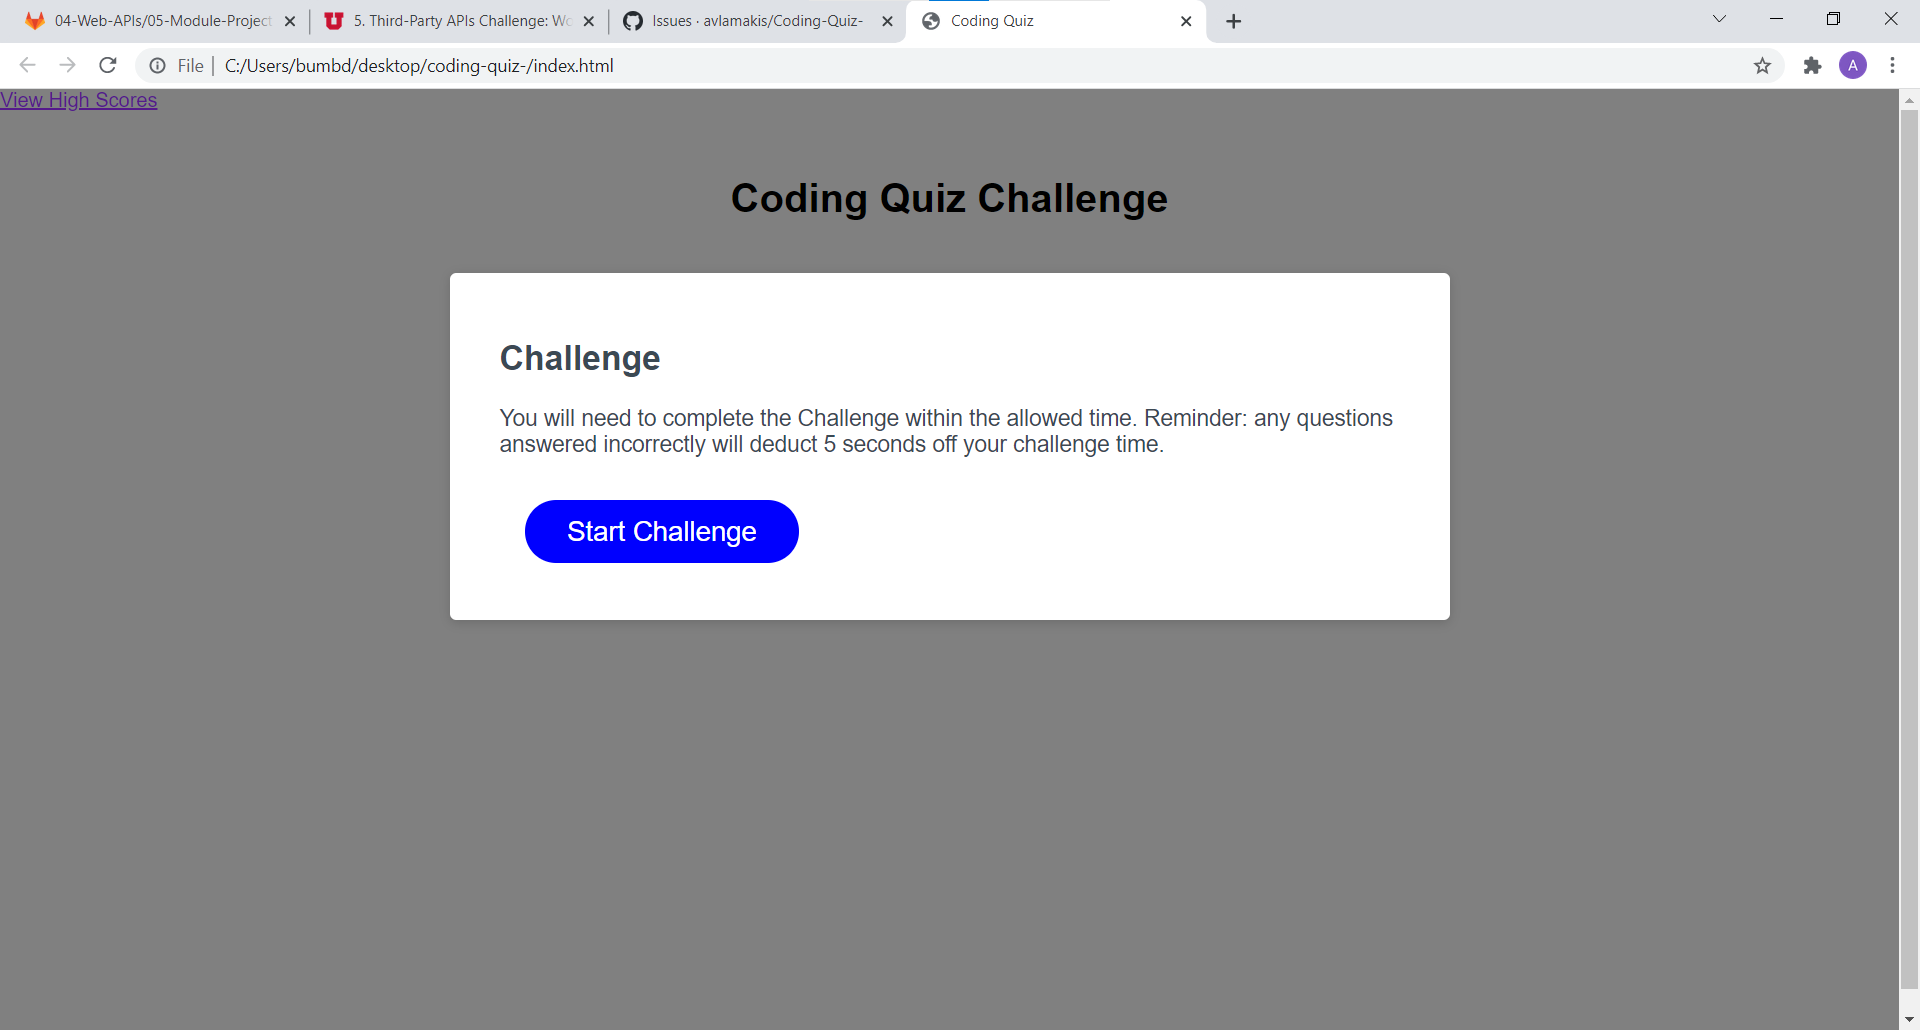 04-Web-APIs/05-Module-Project
5. Third-Party APIs Challenge: Wo
Issues · avlamakis/Coding-Quiz-
Coding Quiz
File
C:/Users/bumbd/desktop/coding-quiz-/index.html
A
View High Scores
Coding Quiz Challenge
Challenge
You will need to complete the Challenge within the allowed time. Reminder: any questions
answered incorrectly will deduct 5 seconds off your challenge time.
Start Challenge